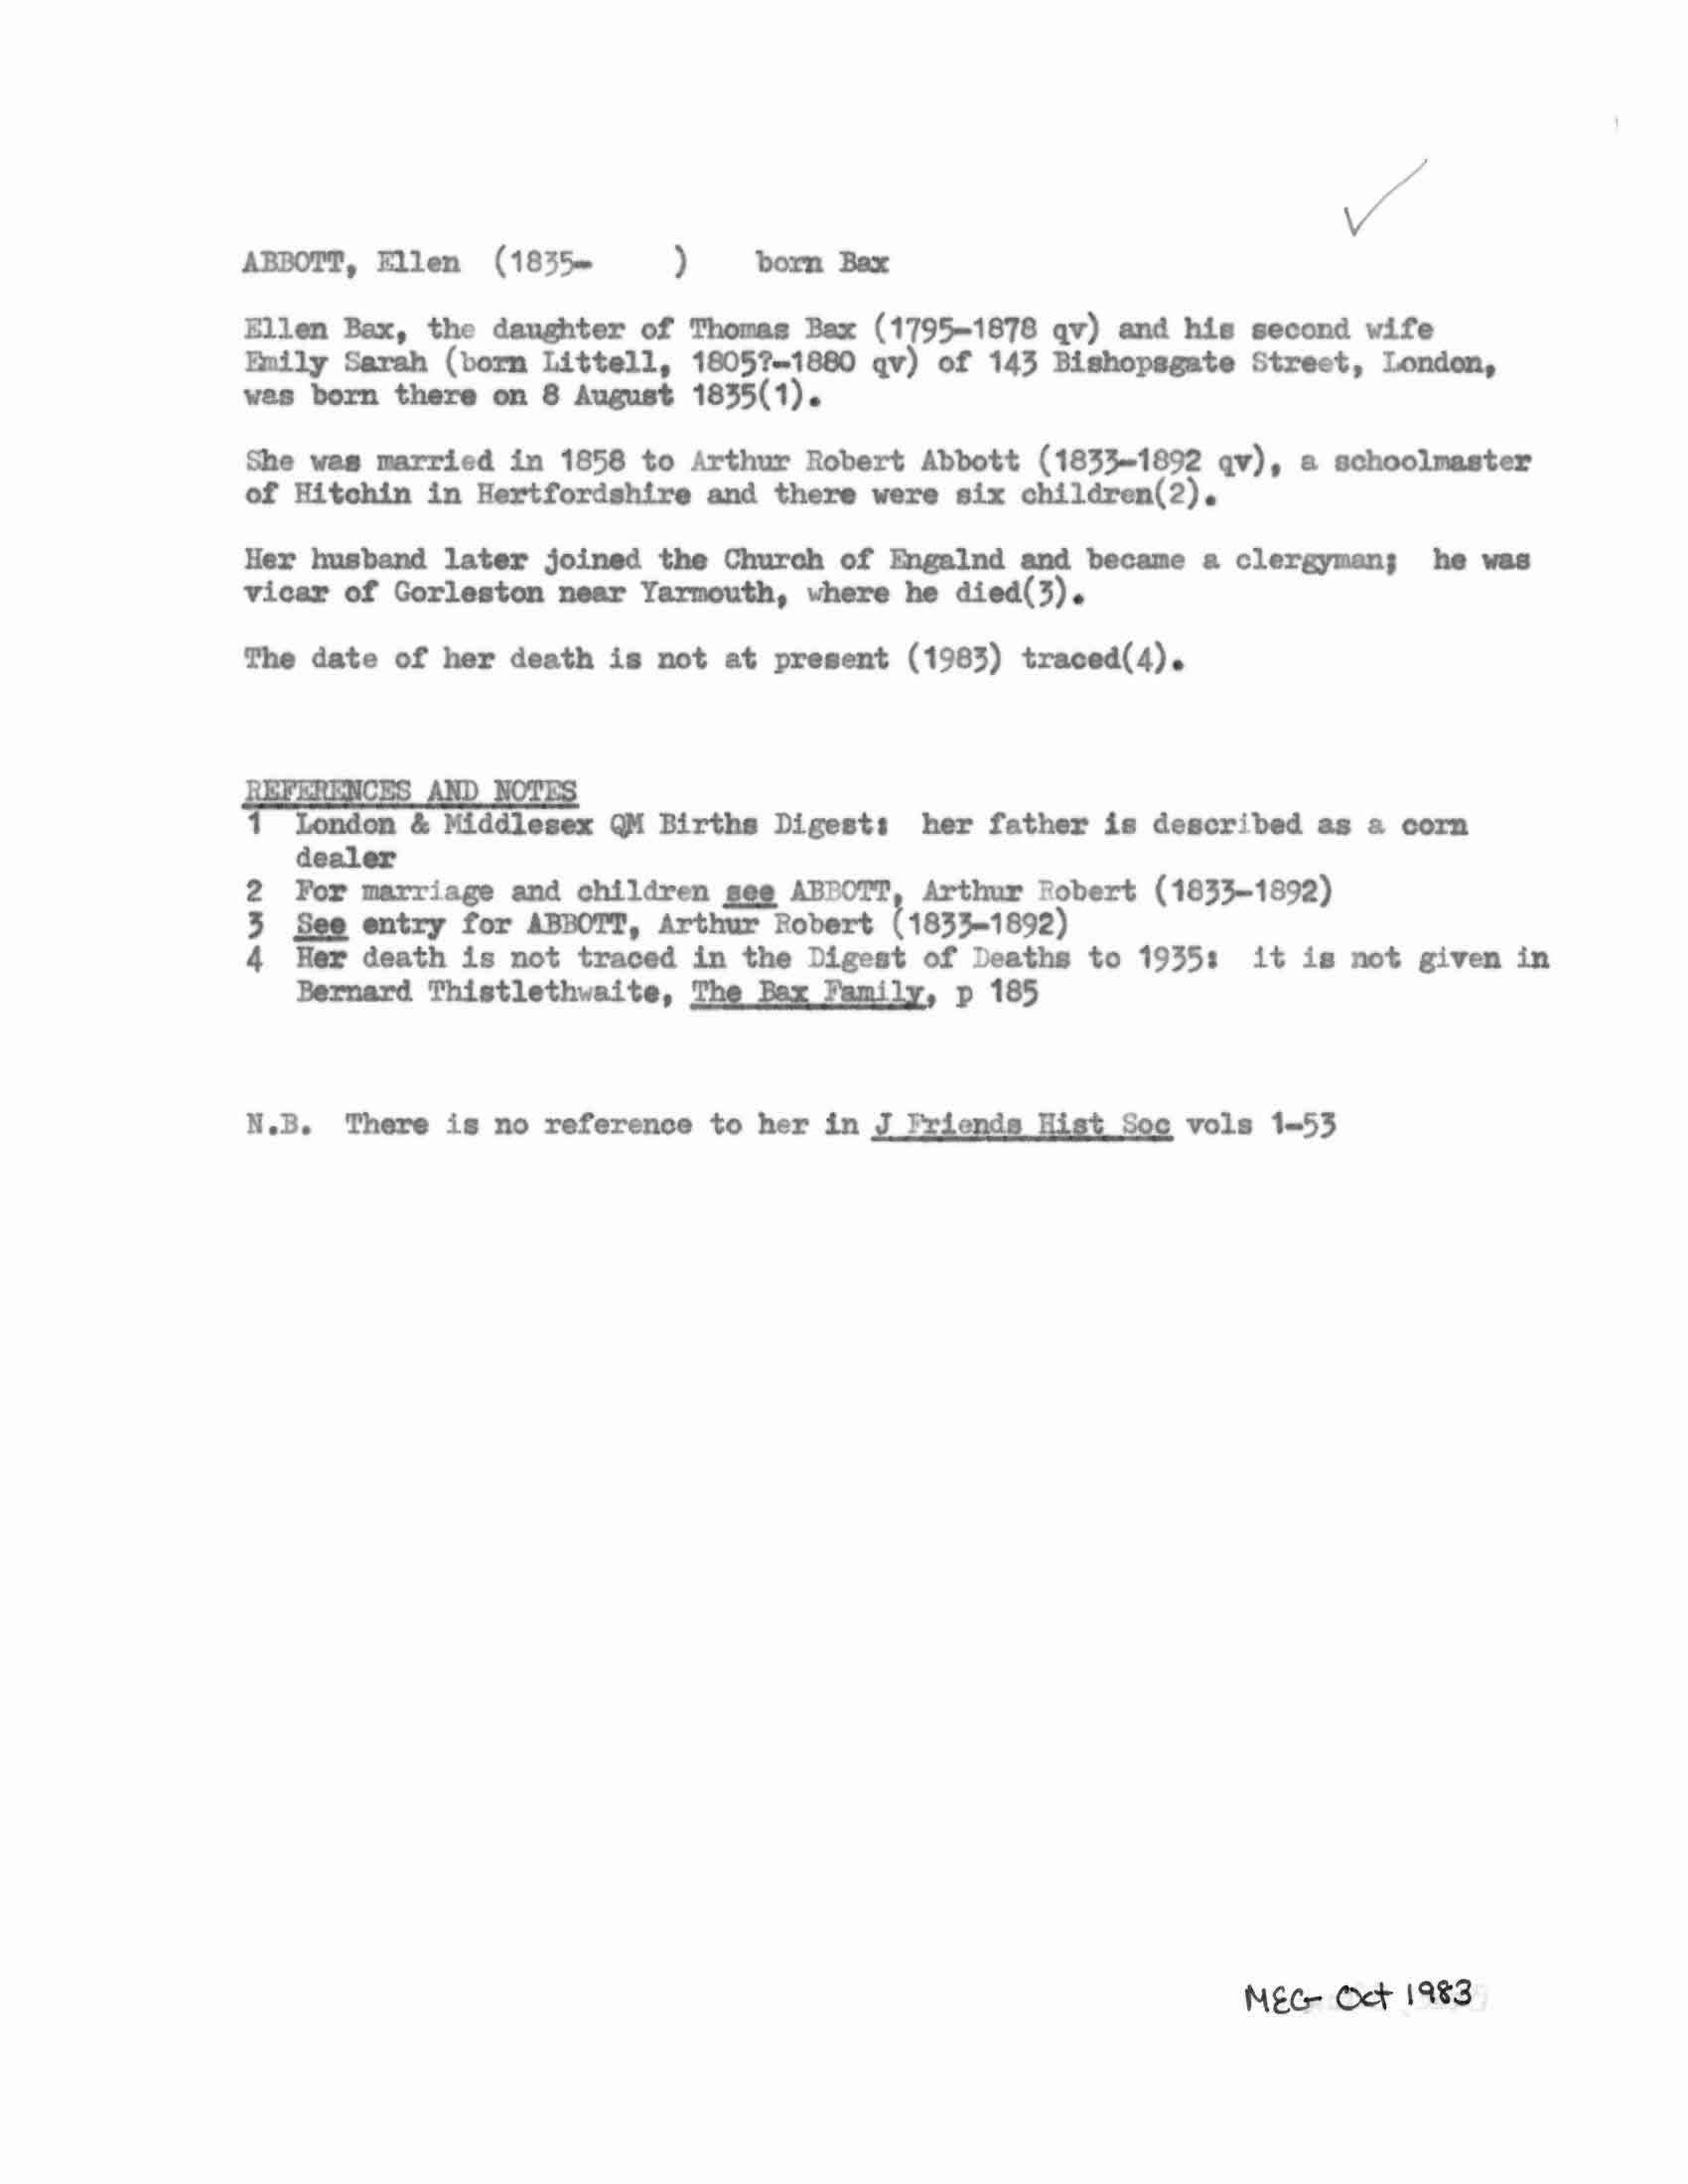 ABBOTT, Ellen (1835- ) born Bax
Ellen Bax, the daughter of Thomas Bax (1795-1878 qv) and his second wife
Emily Sarah (born Littell, 1805?-1880 qv) of 143 Bishopsgate Street, London,
was born there on 8 August 1835(1).
She was married in 1858 to Arthur Robert Abbott (1833-1892 qv), a schoolmaster
of Hitchin in Hertfordshire and there were six children(2).
Her husband later joined the Church of Engalnd and became a clergyman; he was
vicar of Gorleston near Yarmouth, where he died(3).
The date of her death is not at present (1983) traced(4).
REFERENCES AND NOTES
1 London & Middlesex QM Births Digest: her father is described as a corn
dealer
2 For marriage and children see ABBOTT, Arthur Robert (1833-1892)
3 See entry for ABBOTT, Arthur Robert (1833-1892)
4 Her death is not traced in the Digest of Deaths to 1935: it is not given in
Bernard Thistlethwaite, The Bax Family, p 185
N.B. There is no reference to her in J Friends Hist Soc vols 1-53
MEG Oct 1983